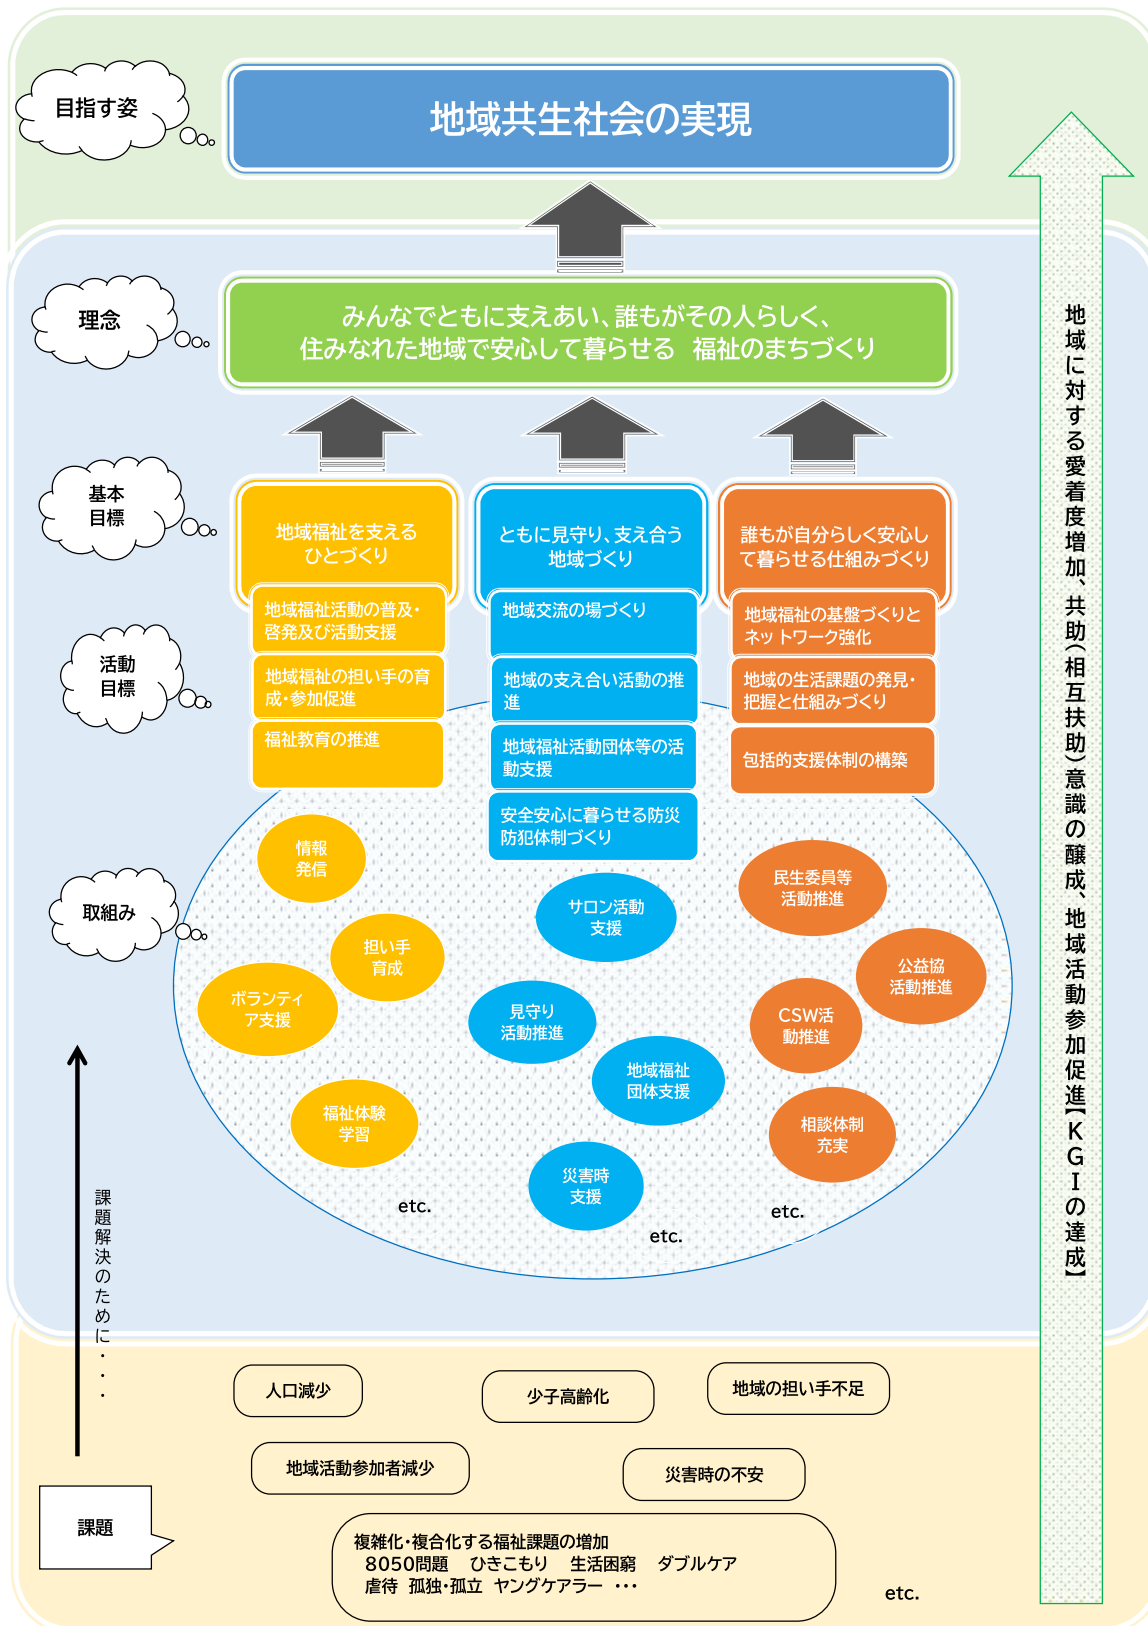 目指す姿
地域共生社会の実現
理念
みんなでともに支えあい、誰もがその人らしく、
住みなれた地域で安心して暮らせる　福祉のまちづくり
基本
目標
地域福祉を支える
ひとづくり
ともに見守り、支え合う
地域づくり
誰もが自分らしく安心し
て暮らせる仕組みづくり
活動
目標
地域福祉活動の普及・
啓発及び活動支援
地域福祉の担い手の育
成・参加促進
福祉教育の推進
地域交流の場づくり
地域の支え合い活動の推
進
地域福祉活動団体等の活
動支援
安全安心に暮らせる防災
防犯体制づくり
地域福祉の基盤づくりと
ネットワーク強化
地域の生活課題の発見・
把握と仕組みづくり
包括的支援体制の構築
取組み
情報
発信
担い手
育成
ボランティ
ア支援
福祉体験
学習
etc.
サロン活動
支援
見守り
活動推進
地域福祉
団体支援
災害時
支援
etc.
民生委員等
活動推進
公益協
活動推進
CSW活
動推進
相談体制
充実
etc.
地域に対する愛着度増加、共助（相互扶助）意識の醸成、地域活動参加促進【KGIの達成】
課題解決のために・・・
課題
人口減少
少子高齢化
地域の担い手不足
地域活動参加者減少
災害時の不安
複雑化・複合化する福祉課題の増加
8050問題　ひきこもり　生活困窮　ダブルケア
虐待　孤独・孤立　ヤングケアラー　・・・
etc.